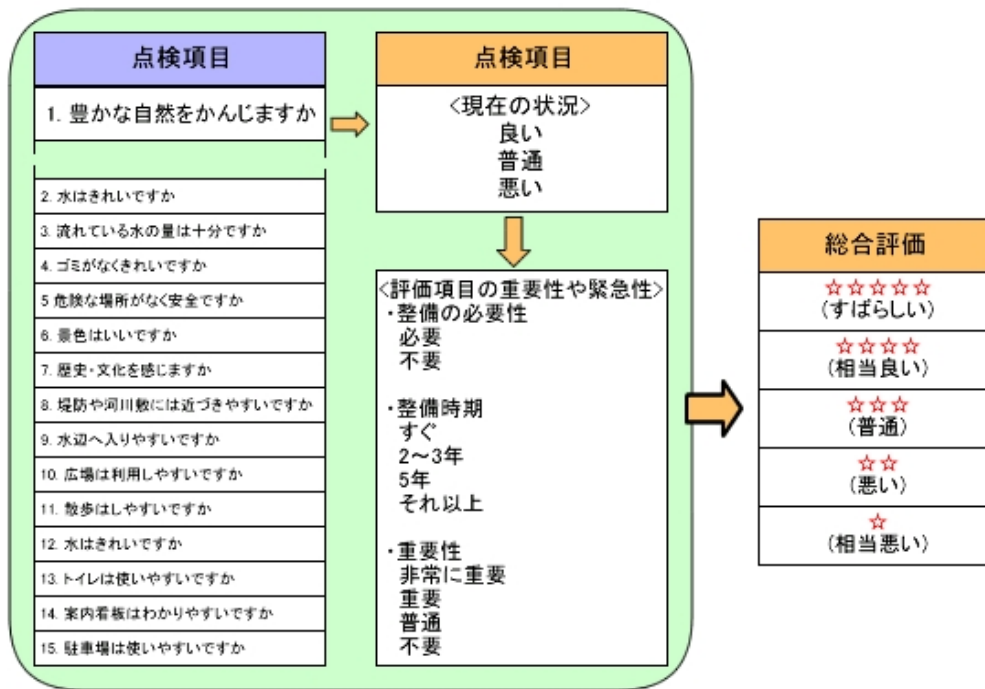 点検項目
1. 豊かな自然をかんじますか
2. 水はきれいですか
3. 流れている水の量は十分ですか
4. ゴミがなくきれいですか
5 危険な場所がなく安全ですか
6. 景色はいいですか
7. 歴史・文化を感じますか
8. 堤防や河川敷には近づきやすいですか
9. 水辺へ入りやすいですか
10. 広場は利用しやすいですか
11. 散歩はしやすいですか
12. 水はきれいですか
13. トイレは使いやすいですか
14. 案内看板はわかりやすいですか
15. 駐車場は使いやすいですか
点検項目
<現在の状況>
良い
普通
悪い
<評価項目の重要性や緊急性>
・整備の必要性
必要
不要
・整備時期
すぐ
2～3年
5年
それ以上
・重要性
非常に重要
重要
普通
不要
総合評価
☆☆☆☆☆
(すばらしい)
☆☆☆☆
(相当良い)
☆☆☆
(普通)
☆☆
(悪い)
☆
(相当悪い)